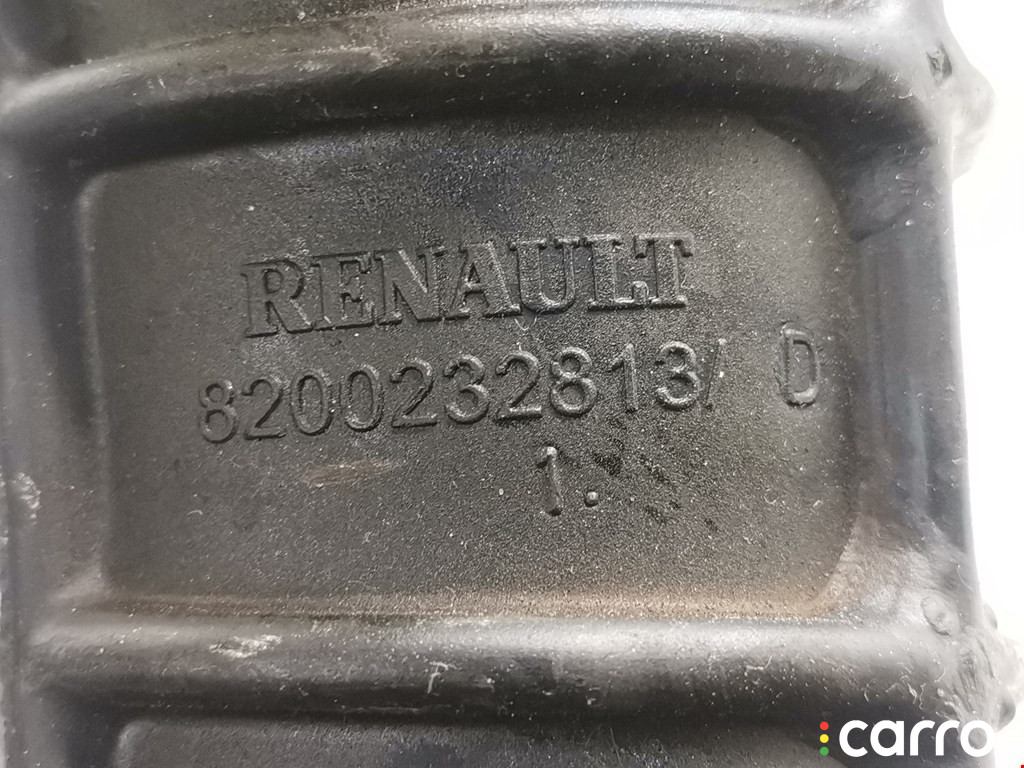 RENAULT
8200232813/ D
1.
carro